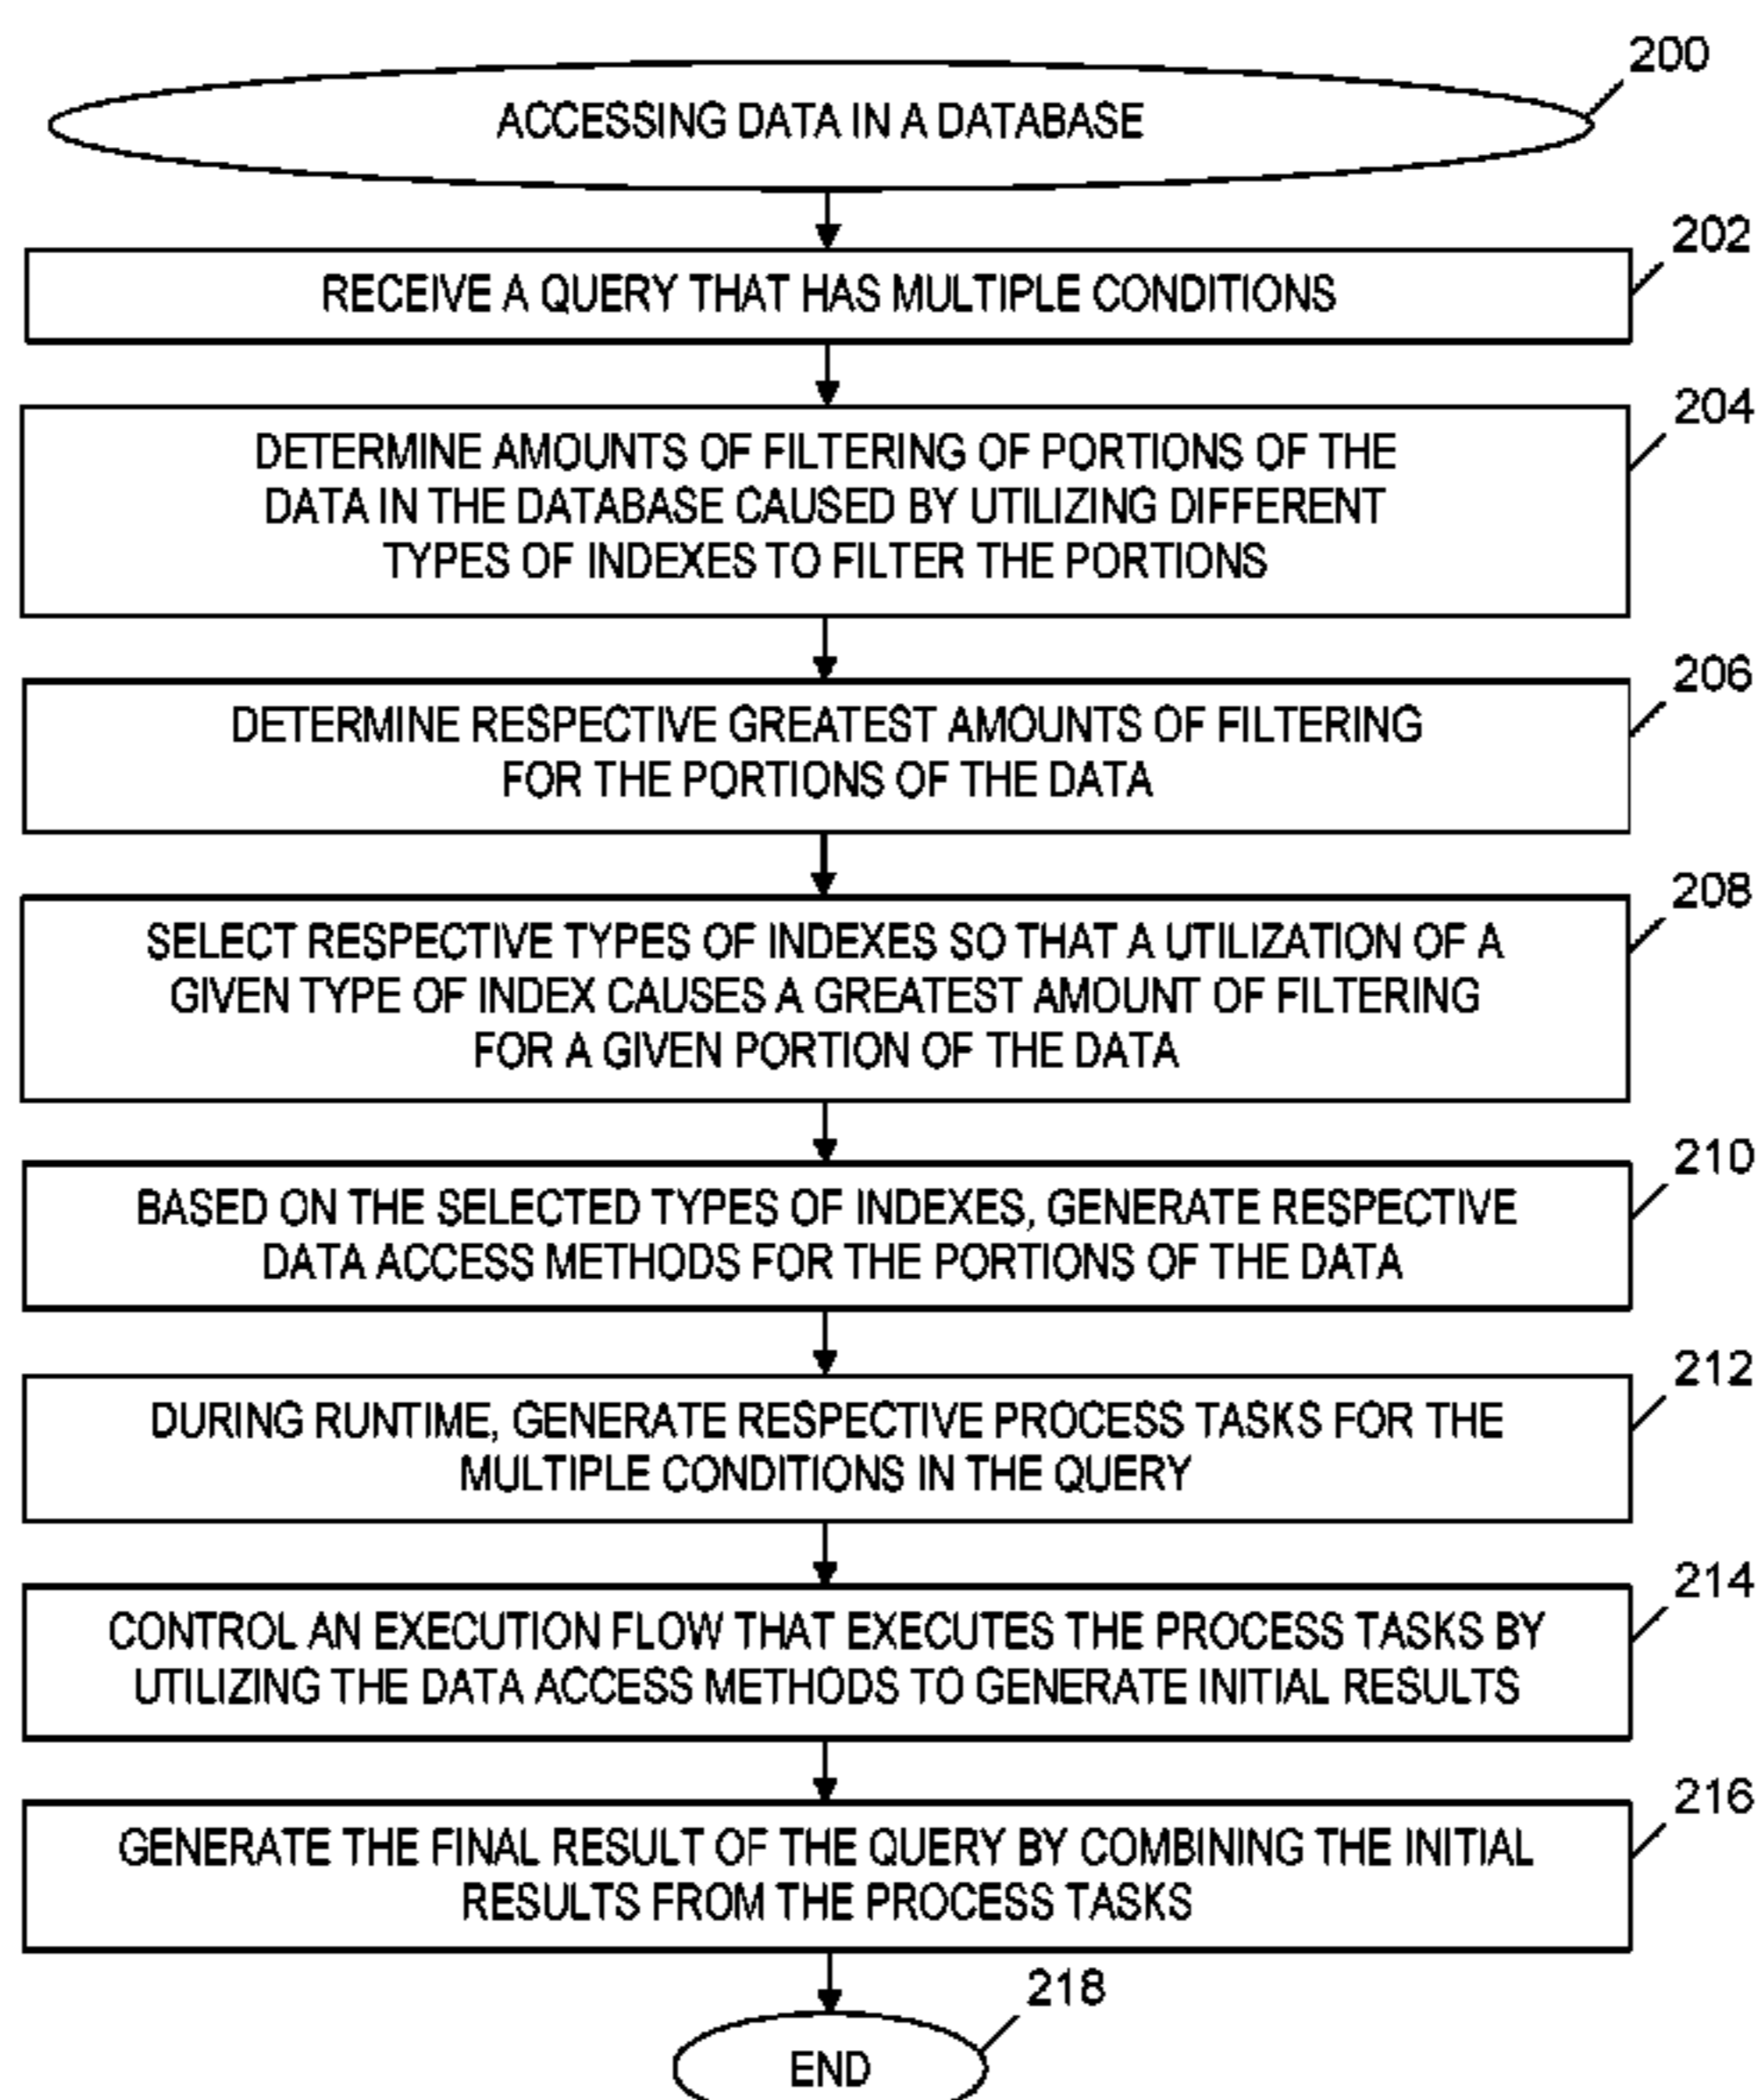 200
ACCESSING DATA IN A DATABASE
202
RECEIVE A QUERY THAT HAS MULTIPLE CONDITIONS
204
DETERMINE AMOUNTS OF FILTERING OF PORTIONS OF THE
DATA IN THE DATABASE CAUSED BY UTILIZING DIFFERENT
TYPES OF INDEXES TO FILTER THE PORTIONS
206
DETERMINE RESPECTIVE GREATEST AMOUNTS OF FILTERING
FOR THE PORTIONS OF THE DATA
208
SELECT RESPECTIVE TYPES OF INDEXES SO THAT A UTILIZATION OF A
GIVEN TYPE OF INDEX CAUSES A GREATEST AMOUNT OF FILTERING
FOR A GIVEN PORTION OF THE DATA
210
BASED ON THE SELECTED TYPES OF INDEXES, GENERATE RESPECTIVE
DATA ACCESS METHODS FOR THE PORTIONS OF THE DATA
212
DURING RUNTIME, GENERATE RESPECTIVE PROCESS TASKS FOR THE
MULTIPLE CONDITIONS IN THE QUERY
214
CONTROL AN EXECUTION FLOW THAT EXECUTES THE PROCESS TASKS BY
UTILIZING THE DATA ACCESS METHODS TO GENERATE INITIAL RESULTS
216
GENERATE THE FINAL RESULT OF THE QUERY BY COMBINING THE INITIAL
RESULTS FROM THE PROCESS TASKS
218
END